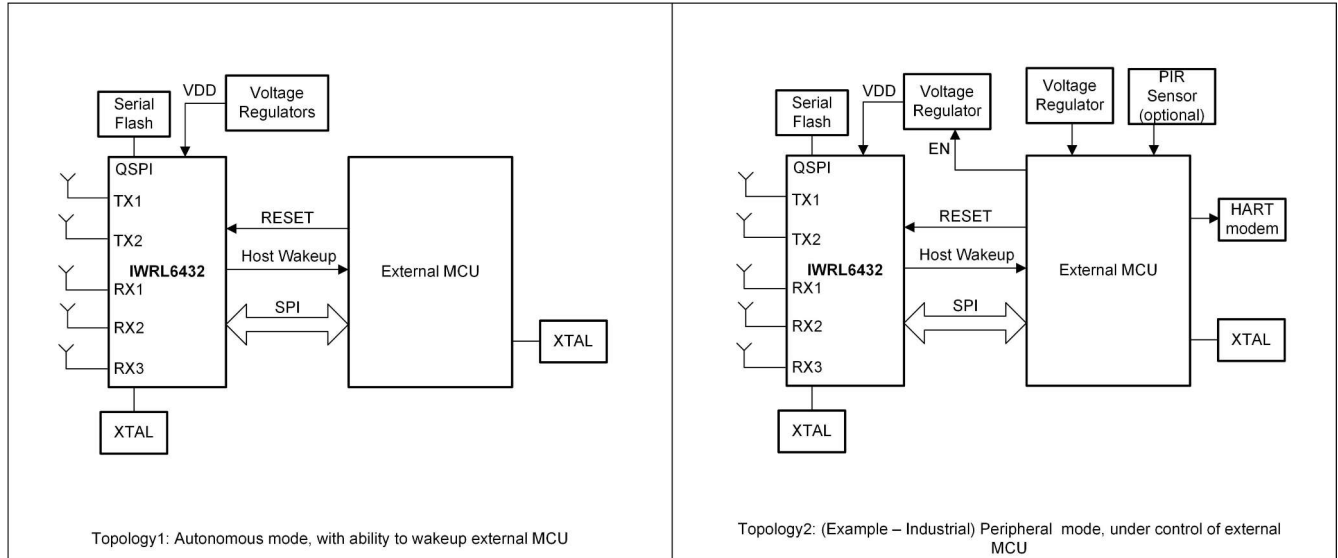 VDD
Voltage
Regulators
Serial
Flash
QSPI
TX1
TX2
IWRL6432
RX1
RX2
RX3
RESET
Host Wakeup
SPI
External MCU
XTAL
XTAL
Topology1: Autonomous mode, with ability to wakeup external MCU
VDD
Voltage
Regulator
Voltage
Regulator
PIR
Sensor
(optional)
Serial
Flash
EN
QSPI
TX1
TX2
IWRL6432
RX1
RX2
RX3
RESET
Host Wakeup
SPI
External MCU
HART
modem
XTAL
XTAL
Topology2: (Example – Industrial) Peripheral mode, under control of external
MCU